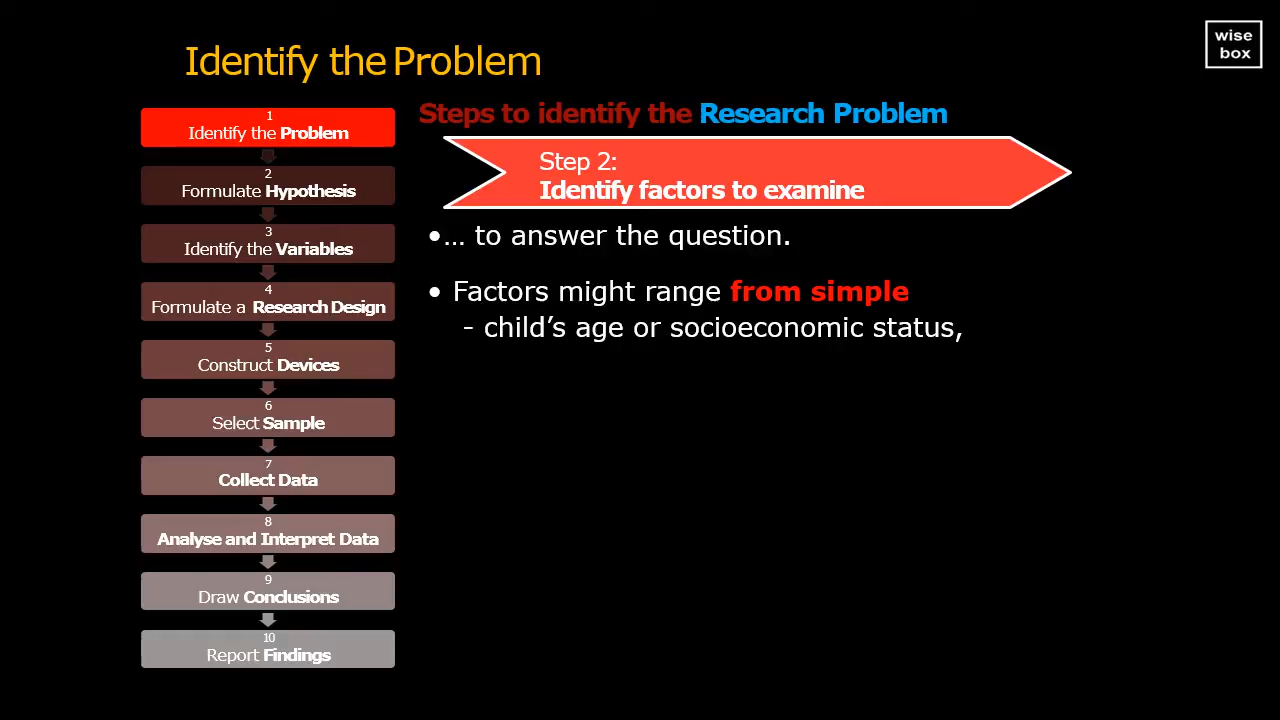 Identify the Problem
wise
box
1
Identify the Problem
2
Formulate Hypothesis
3
Identify the Variables
4
Formulate a Research Design
5
Construct Devices
6
Select Sample
7
Collect Data
8
Analyse and Interpret Data
9
Draw Conclusions
10
Report Findings
Steps to identify the Research Problem
Step 2:
Identify factors to examine
•… to answer the question.
• Factors might range from simple
- child’s age or socioeconomic status,